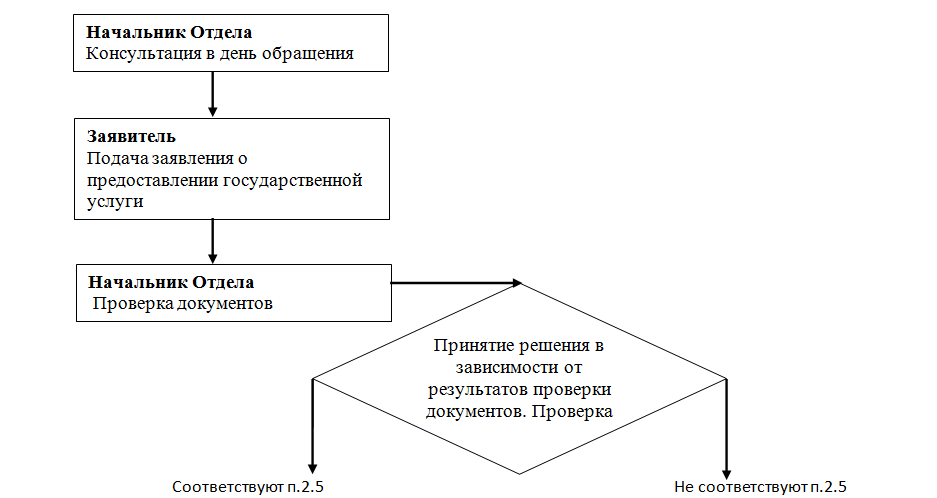 Начальник Отдела
Консультация в день обращения
Заявитель
Подача заявления о
предоставлении государственной
услуги
Начальник Отдела
Проверка документов
Принятие решения в
зависимости от
результатов проверки
документов. Проверка
Соответствуют п.2.5
Не соответствуют п.2.5